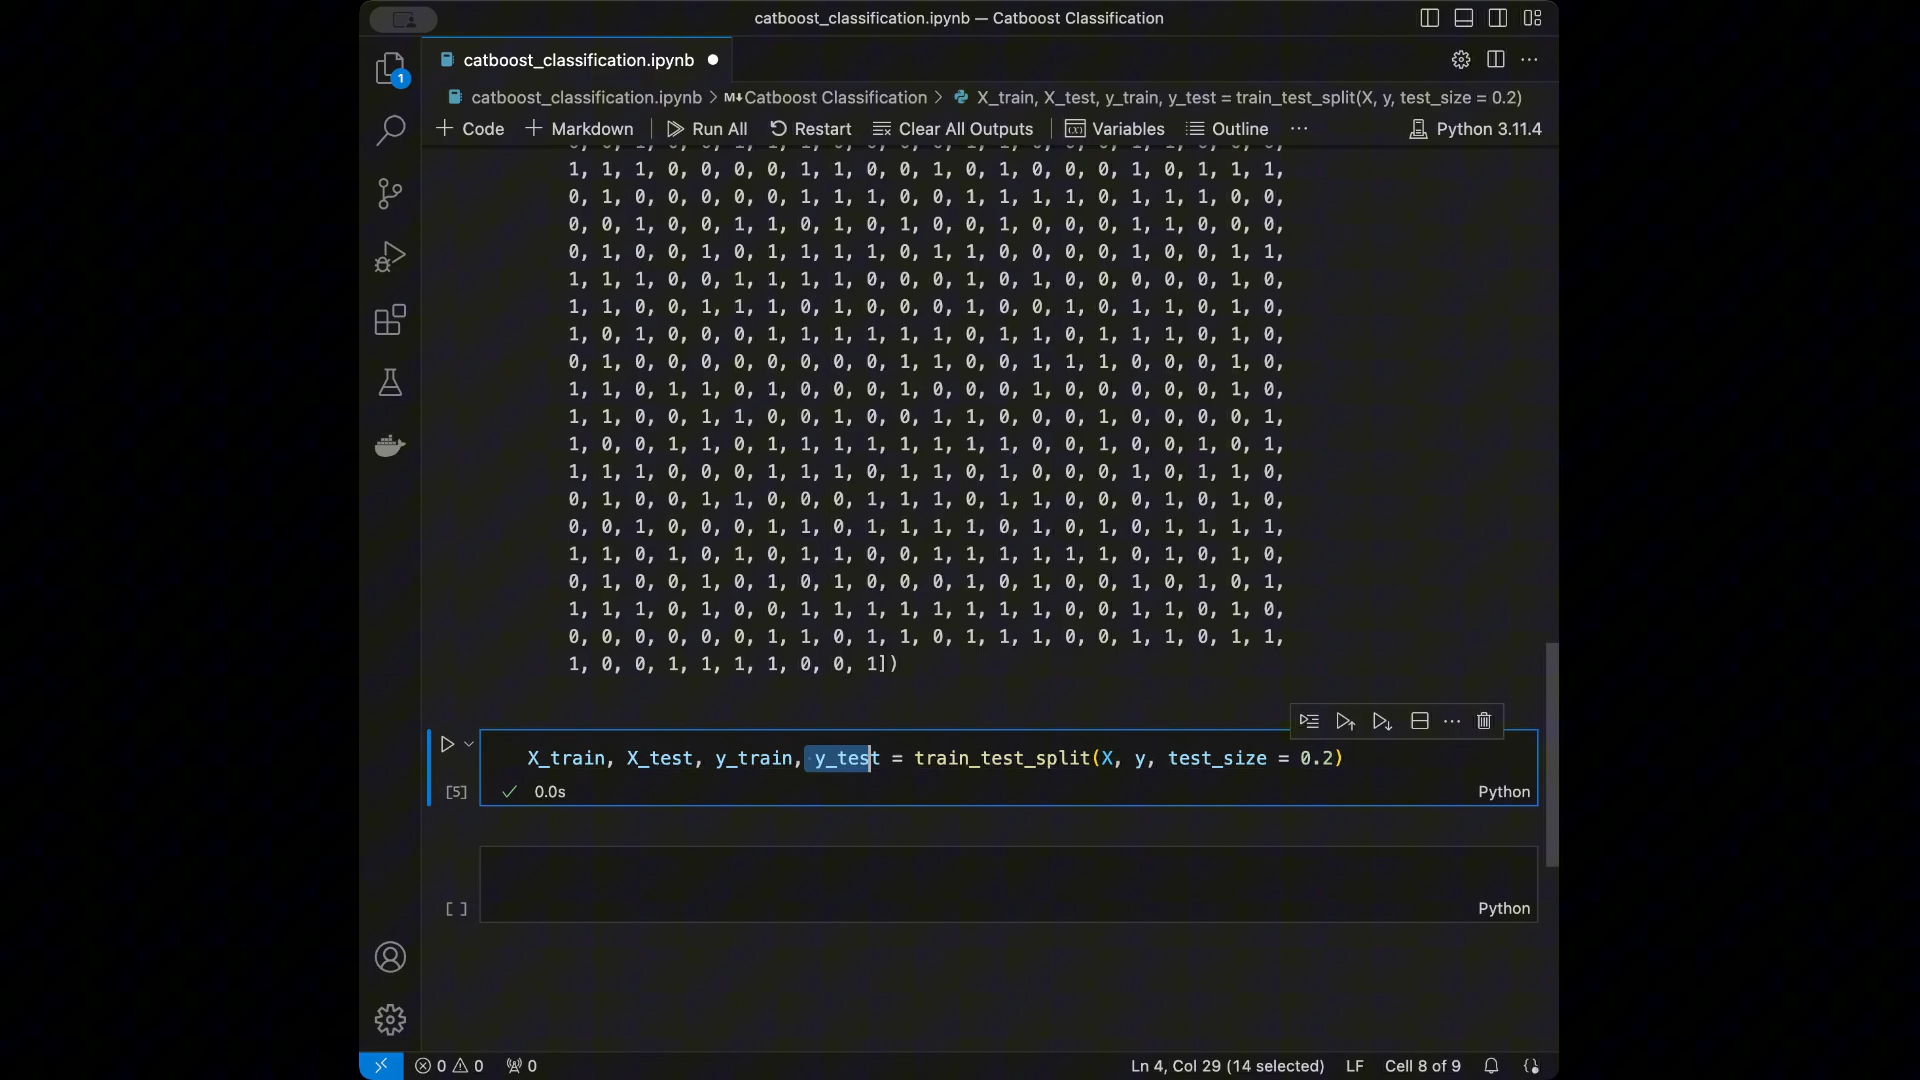 catboost_classification.ipynb — Catboost Classification
catboost_classification.ipynb
1
catboost_classification.ipynb > M↓Catboost Classification > X_train, X_test, y_train, y_test = train_test_split(X, y, test_size = 0.2)
+ Code + Markdown Run All Restart Clear All Outputs Variables Outline ··· Python 3.11.4
1, 1, 1, 0, 0, 0, 0, 1, 1, 0, 0, 1, 0, 1, 0, 0, 0, 1, 0, 1, 1, 1,
0, 1, 0, 0, 0, 0, 0, 1, 1, 1, 0, 0, 1, 1, 1, 1, 0, 1, 1, 1, 0, 0,
0, 0, 1, 0, 0, 1, 1, 0, 1, 0, 1, 0, 0, 1, 0, 0, 0, 1, 1, 0, 0, 0,
0, 1, 0, 0, 1, 0, 1, 1, 1, 1, 0, 1, 1, 0, 0, 0, 0, 1, 0, 0, 1, 1,
1, 1, 1, 0, 0, 1, 1, 1, 1, 0, 0, 0, 1, 0, 1, 0, 0, 0, 0, 0, 1, 0,
1, 1, 0, 0, 1, 1, 1, 0, 1, 0, 0, 0, 1, 0, 0, 1, 0, 1, 1, 0, 1, 0,
1, 0, 1, 0, 0, 0, 1, 1, 1, 1, 1, 1, 0, 1, 1, 0, 1, 1, 1, 0, 1, 0,
0, 1, 0, 0, 0, 0, 0, 0, 0, 0, 1, 1, 0, 0, 1, 1, 1, 0, 0, 0, 1, 0,
1, 1, 0, 1, 1, 0, 1, 0, 0, 0, 1, 0, 0, 0, 1, 0, 0, 0, 0, 0, 1, 0,
1, 1, 0, 0, 1, 1, 0, 0, 1, 0, 0, 1, 1, 0, 0, 0, 1, 0, 0, 0, 0, 1,
1, 0, 0, 1, 1, 0, 1, 1, 1, 1, 1, 1, 1, 1, 0, 0, 1, 0, 0, 1, 0, 1,
1, 1, 1, 0, 0, 0, 1, 1, 1, 0, 1, 1, 0, 1, 0, 0, 0, 1, 0, 1, 1, 0,
0, 1, 0, 0, 1, 1, 0, 0, 0, 1, 1, 1, 0, 1, 1, 0, 0, 0, 1, 0, 1, 0,
0, 0, 1, 0, 0, 0, 1, 1, 0, 1, 1, 1, 1, 0, 1, 0, 1, 0, 1, 1, 1, 1,
1, 1, 0, 1, 0, 1, 0, 1, 1, 0, 0, 1, 1, 1, 1, 1, 1, 0, 1, 0, 1, 0,
0, 1, 0, 0, 1, 0, 1, 0, 1, 0, 0, 0, 1, 0, 1, 0, 0, 1, 0, 1, 0, 1,
1, 1, 1, 0, 1, 0, 0, 1, 1, 1, 1, 1, 1, 1, 1, 0, 0, 1, 1, 0, 1, 0,
0, 0, 0, 0, 0, 0, 1, 1, 0, 1, 1, 0, 1, 1, 1, 0, 0, 1, 1, 0, 1, 1,
1, 0, 0, 1, 1, 1, 1, 0, 0, 1])
X_train, X_test, y_train, y_test = train_test_split(X, y, test_size = 0.2)
[5] ✓ 0.0s Python
[ ] Python
0 0 0 Ln 4, Col 29 (14 selected) LF Cell 8 of 9